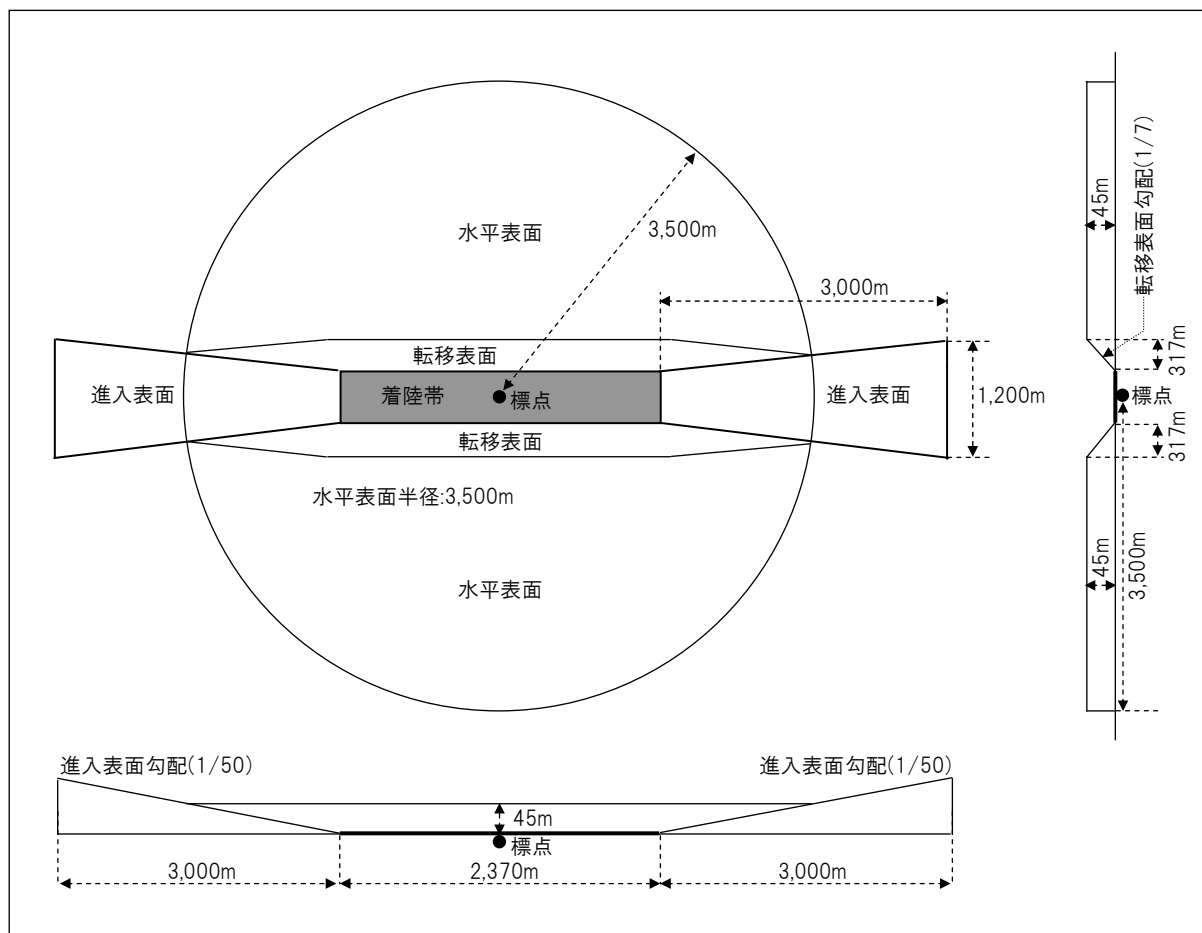 水平表面
3,500m
3,000m
転移表面
進入表面
着陸帯
標点
進入表面
1,200m
転移表面
水平表面半径:3,500m
水平表面
45m
転移表面勾配(1/7)
317m
標点
317m
45m
3,500m
進入表面勾配(1/50)
進入表面勾配(1/50)
45m
標点
3,000m
2,370m
3,000m